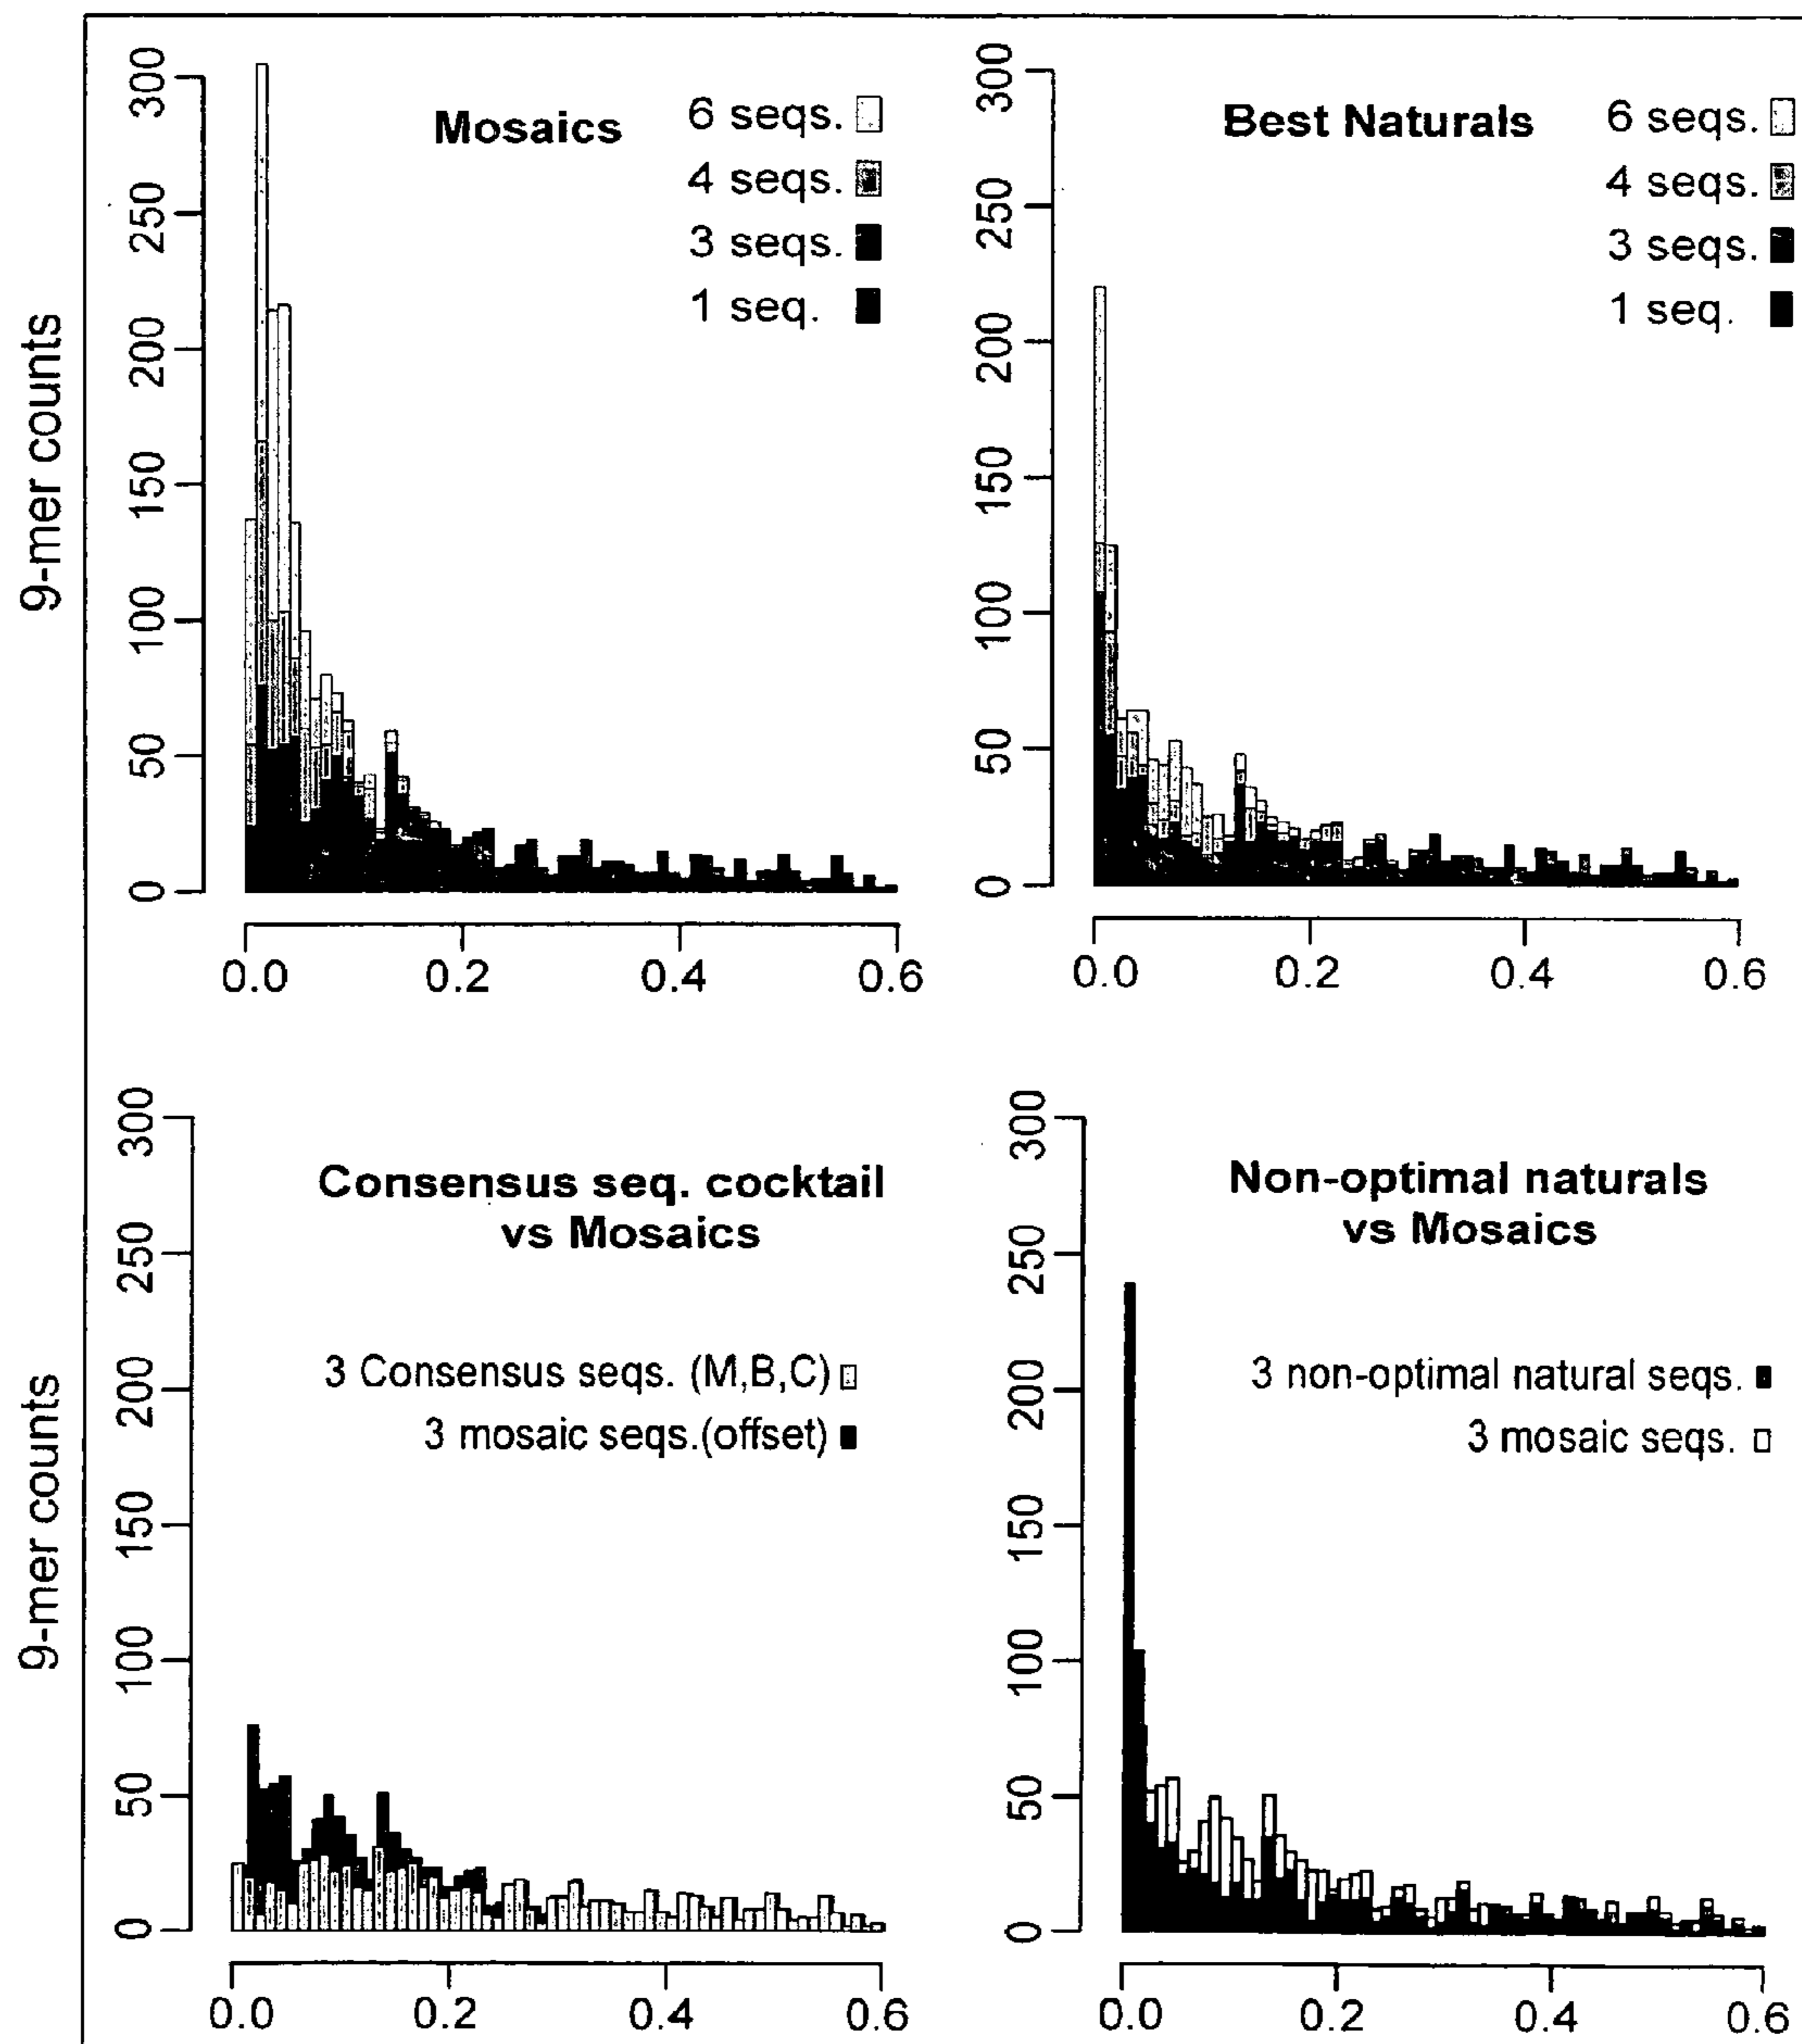 9-mer counts
300
250
200
150
100
50
0
Mosaics
6 seqs.
4 seqs.
3 seqs.
1 seq.
0.0 0.2 0.4 0.6
300
250
200
150
100
50
0
Best Naturals
6 seqs.
4 seqs.
3 seqs.
1 seq.
0.0 0.2 0.4 0.6
9-mer counts
300
250
200
150
100
50
0
Consensus seq. cocktail
vs Mosaics
3 Consensus seqs. (M,B,C)
3 mosaic seqs.(offset)
0.0 0.2 0.4 0.6
300
250
200
150
100
50
0
Non-optimal naturals
vs Mosaics
3 non-optimal natural seqs.
3 mosaic seqs.
0.0 0.2 0.4 0.6